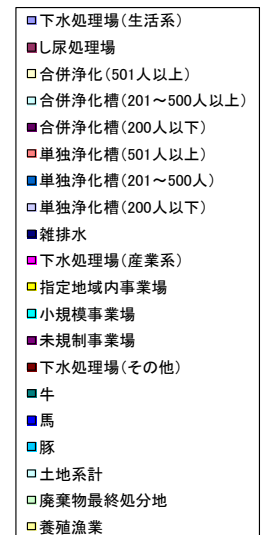 下水処理場(生活系)
し尿処理場
合併浄化(501人以上)
合併浄化槽(201～500人以上)
合併浄化槽(200人以下)
単独浄化槽(501人以上)
単独浄化槽(201～500人)
単独浄化槽(200人以下)
雑排水
下水処理場(産業系)
指定地域内事業場
小規模事業場
未規制事業場
下水処理場(その他)
牛
馬
豚
土地系計
廃棄物最終処分地
養殖漁業